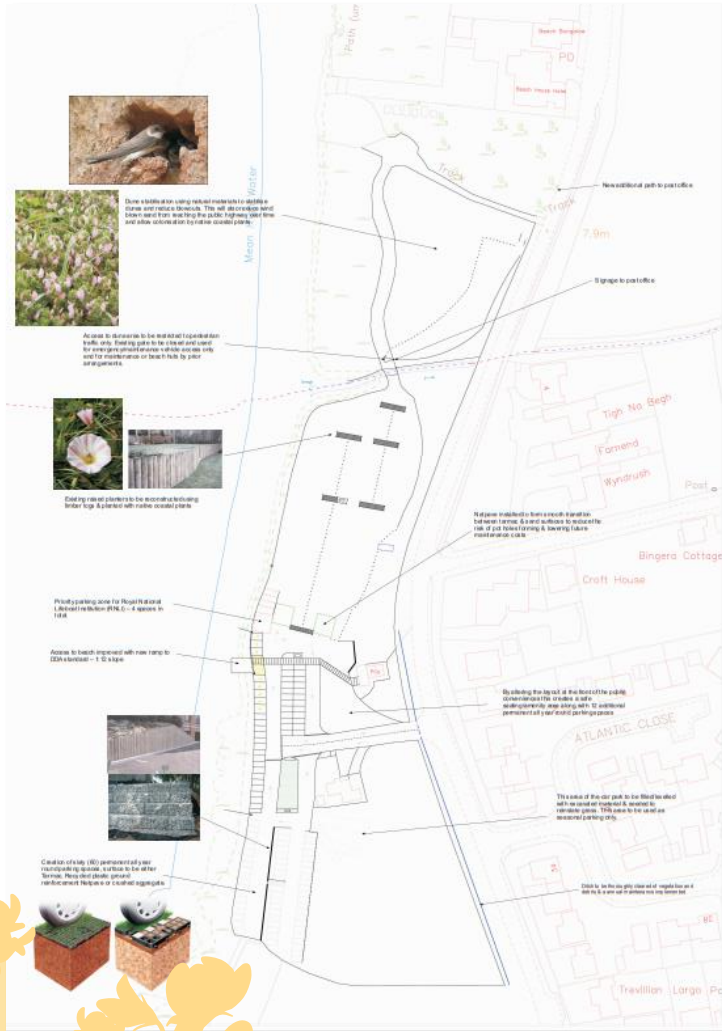 Beach Bungalow
PO
Beach House Hotel
Path (um
Track
New additional path to post office
Track
7.9m
Mean
Water
Dune stabilisation using natural materials to stabilise
dunes and reduce blowouts. This will also reduce wind
blown sand from reaching the public highway over time
and allow colonisation by native coastal plants
Signage to post office
Access to dune area to be restricted to pedestrian
traffic only. Existing gate to be closed and used
for emergency/maintenance vehicle access only
and for maintenance or beach huts by prior
arrangements.
Tigh Na Begh
Farnend
Wyndrush
Post
Existing raised planters to be reconstructed using
timber logs & planted with native coastal plants
Netpave installed to form smooth transition
between tarmac & sand surfaces to reduce the
risk of pot holes forming & lowering future
maintenance costs
Bingera Cottage
Croft House
Priority parking zone for Royal National
Lifeboat Institution (RNLI) – 4 spaces in
total
Access to beach improved with new ramp to
DDA standard – 1:12 slope
By altering the layout at the front of the public
conveniences this creates a safe
seating/amenity area along with 12 additional
permanent all year round parking spaces
ATLANTIC CLOSE
This area of the car park to be filled levelled
with excavated material & seeded to
reinstate grass. This area to be used as
seasonal parking only.
Creation of sixty (60) permanent all year
round parking spaces, surface to be either
Tarmac, Recycled plastic ground
reinforcement Netpave or crushed aggregate.
Ditch to be thoroughly cleaned of vegetation and
debris & annual maintenance implemented
Trevillian Largo Pa